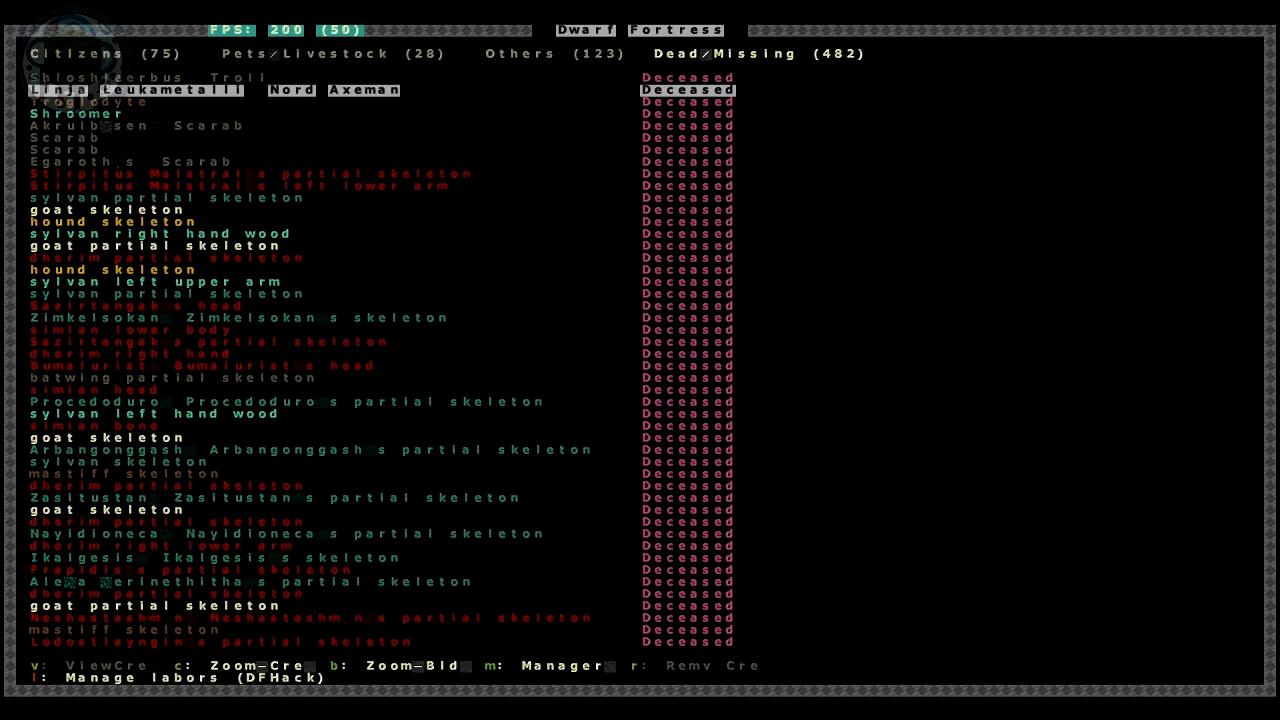 FPS: 200 (50) Dwarf Fortress
Citizens (75) Pets/Livestock (28) Others (123) Dead/Missing (482)
Troll Deceased
Linja Leukametalli Nord Axeman Deceased
Troglodyte Deceased
Shroomer Deceased
Scarab Deceased
Scarab Deceased
Scarab Deceased
Egaroth s Scarab Deceased
Stirpitus Maistral s partial skeleton Deceased
Stirpitus Maistral s left lower arm Deceased
sylvan partial skeleton Deceased
goat skeleton Deceased
hound skeleton Deceased
sylvan right hand wood Deceased
goat partial skeleton Deceased
dherim partial skeleton Deceased
hound skeleton Deceased
sylvan left upper arm Deceased
sylvan partial skeleton Deceased
Sazirtangak s head Deceased
Zimkelsokan Zimkelsokan s skeleton Deceased
simian lower body Deceased
Sazirtangak s partial skeleton Deceased
dherim right hand Deceased
Bumalurist Bumalurist s head Deceased
batwing partial skeleton Deceased
simian head Deceased
Procedoduro Procedoduro s partial skeleton Deceased
sylvan left hand wood Deceased
simian bone Deceased
goat skeleton Deceased
Arbangonggash Arbangonggash s partial skeleton Deceased
sylvan skeleton Deceased
mastiff skeleton Deceased
dherim partial skeleton Deceased
Zasitustan Zasitustan s partial skeleton Deceased
goat skeleton Deceased
dherim partial skeleton Deceased
Nayidioneca Nayidioneca s partial skeleton Deceased
dherim right lower arm Deceased
Ikalgesis Ikalgesis s skeleton Deceased
Frapidis s partial skeleton Deceased
partial skeleton Deceased
dherim partial skeleton Deceased
goat partial skeleton Deceased
partial skeleton Deceased
mastiff skeleton Deceased
Lodostlayngin s partial skeleton Deceased
v: ViewCre c: Zoom-Cre b: Zoom-Bld m: Manager r: Remv Cre
l: Manage labors (DFHack)